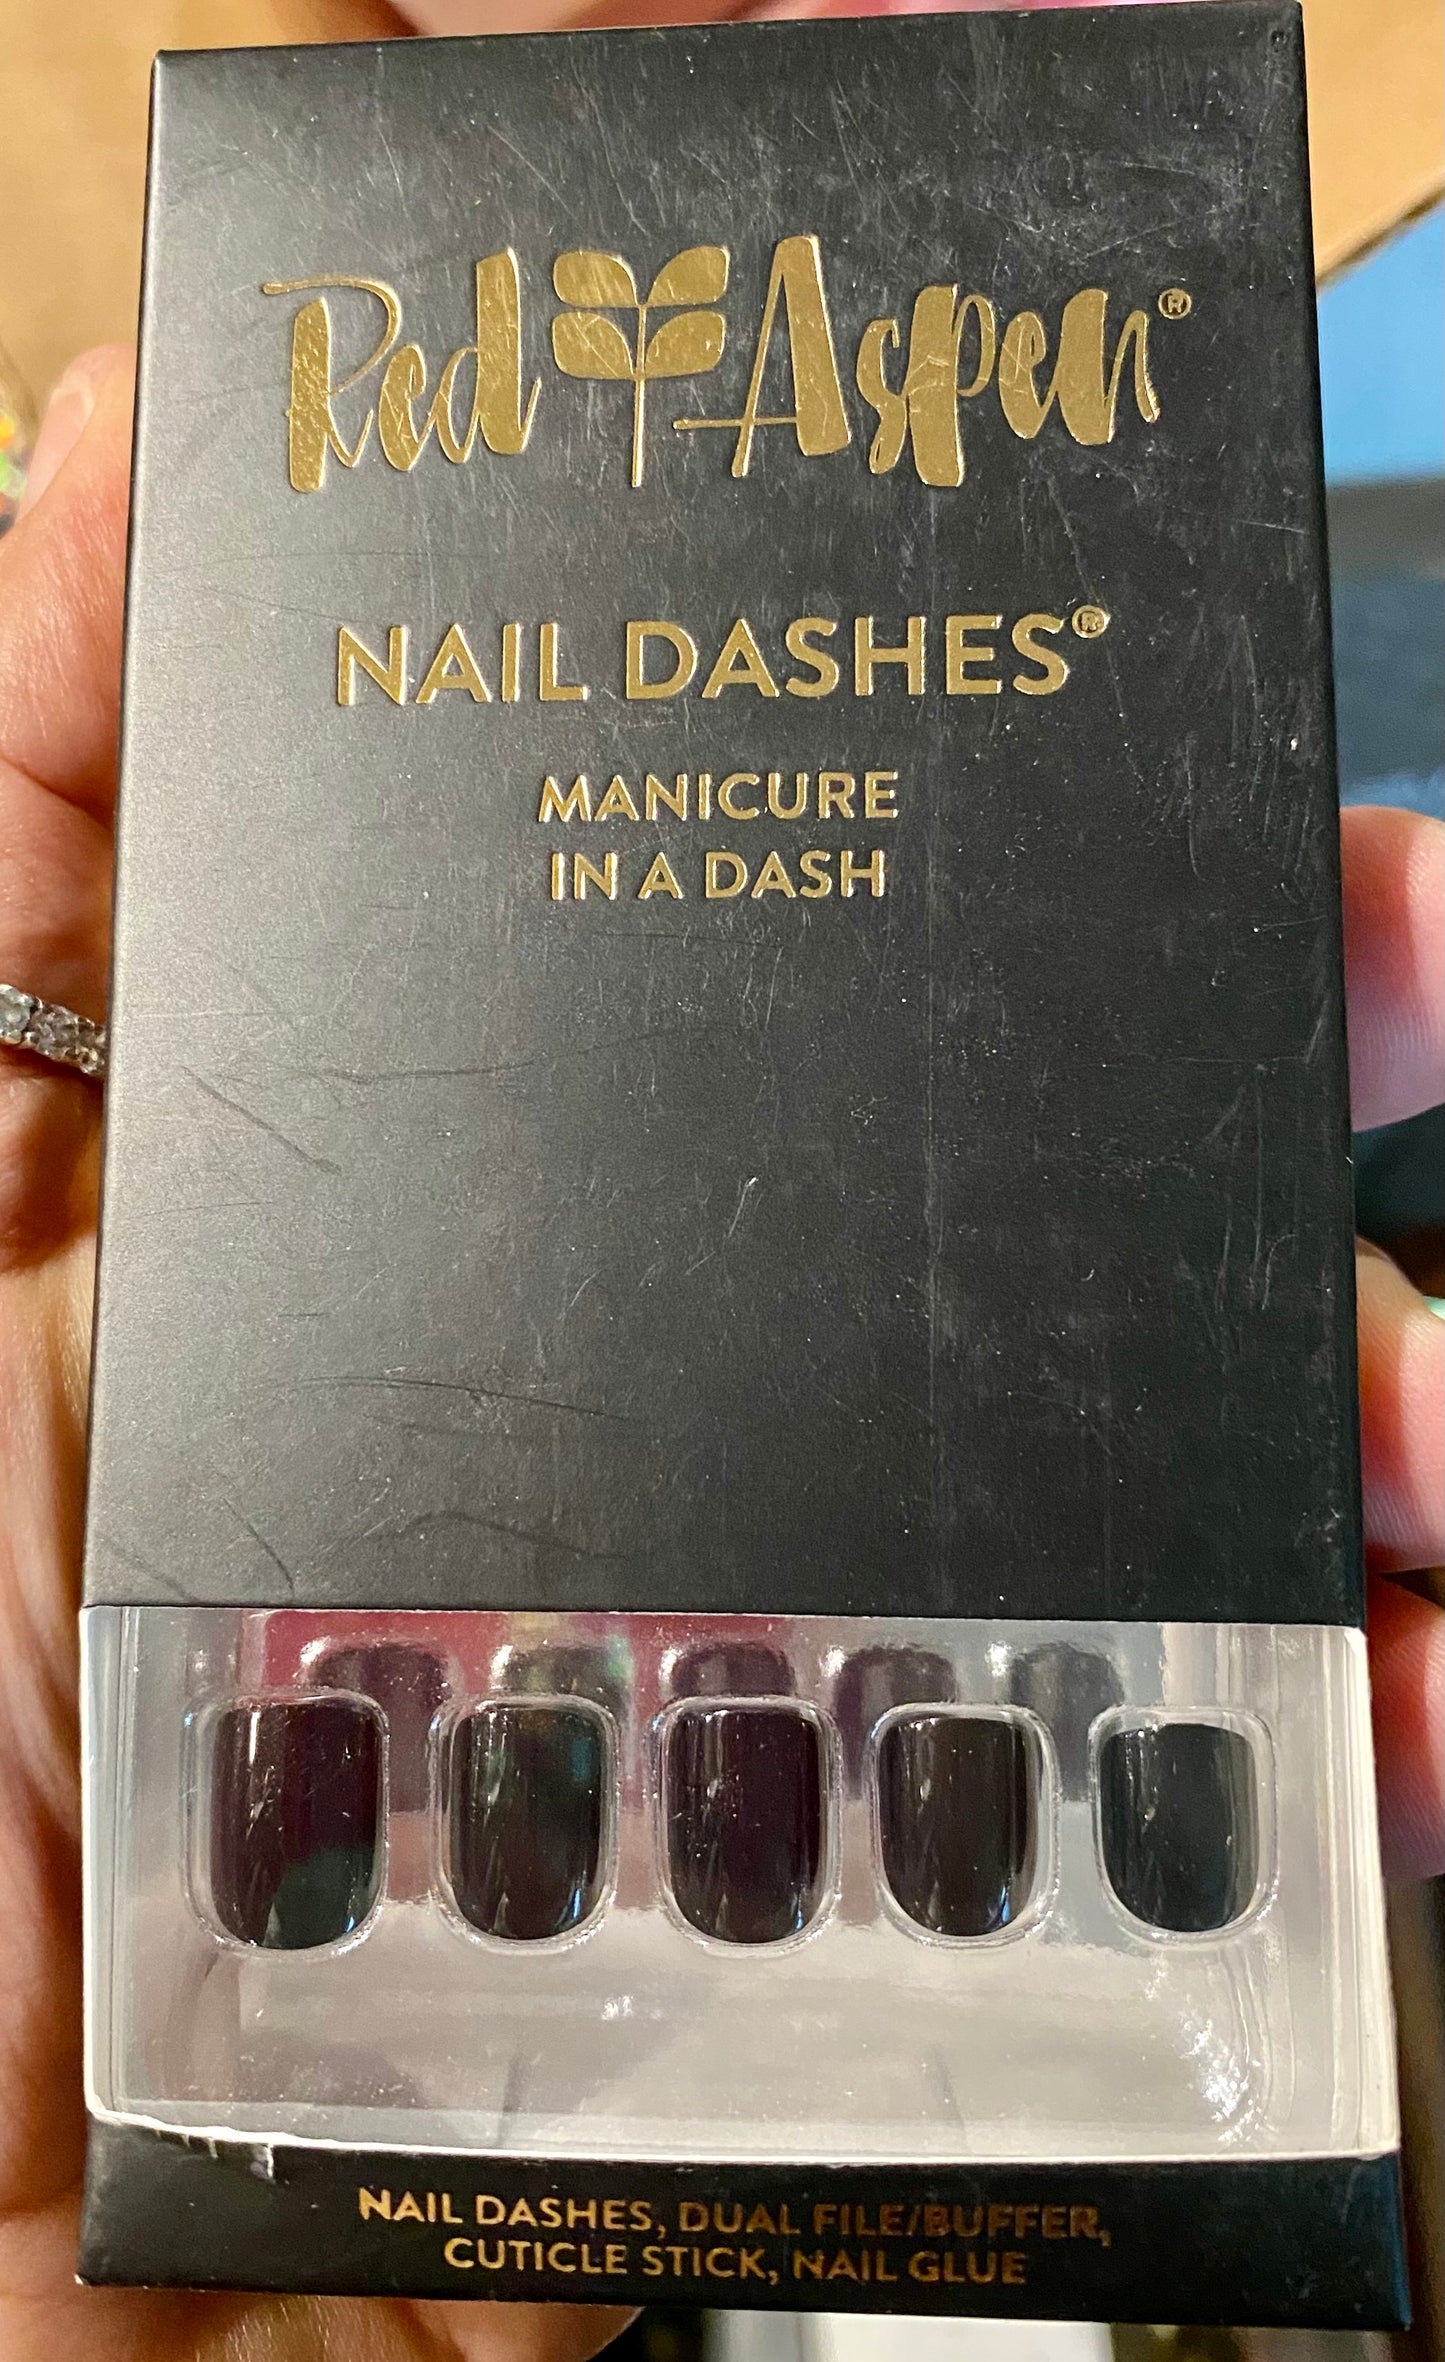 Red Aspen®
NAIL DASHES®
MANICURE
IN A DASH
NAIL DASHES, DUAL FILE/BUFFER,
CUTICLE STICK, NAIL GLUE